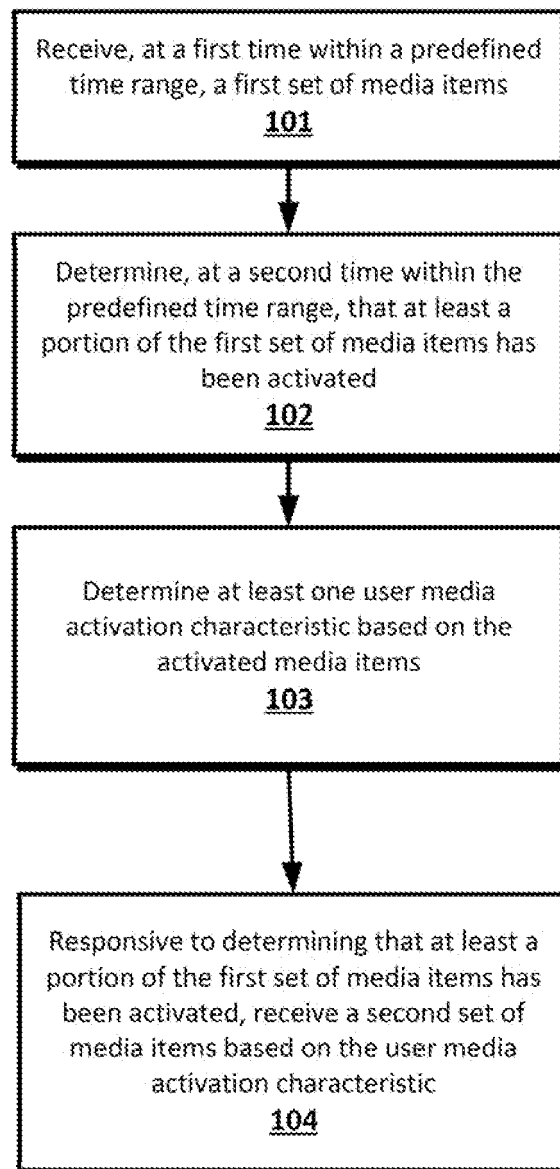 Receive, at a first time within a predefined
time range, a first set of media items
101
Determine, at a second time within the
predefined time range, that at least a
portion of the first set of media items has
been activated
102
Determine at least one user media
activation characteristic based on the
activated media items
103
Responsive to determining that at least a
portion of the first set of media items has
been activated, receive a second set of
media items based on the user media
activation characteristic
104